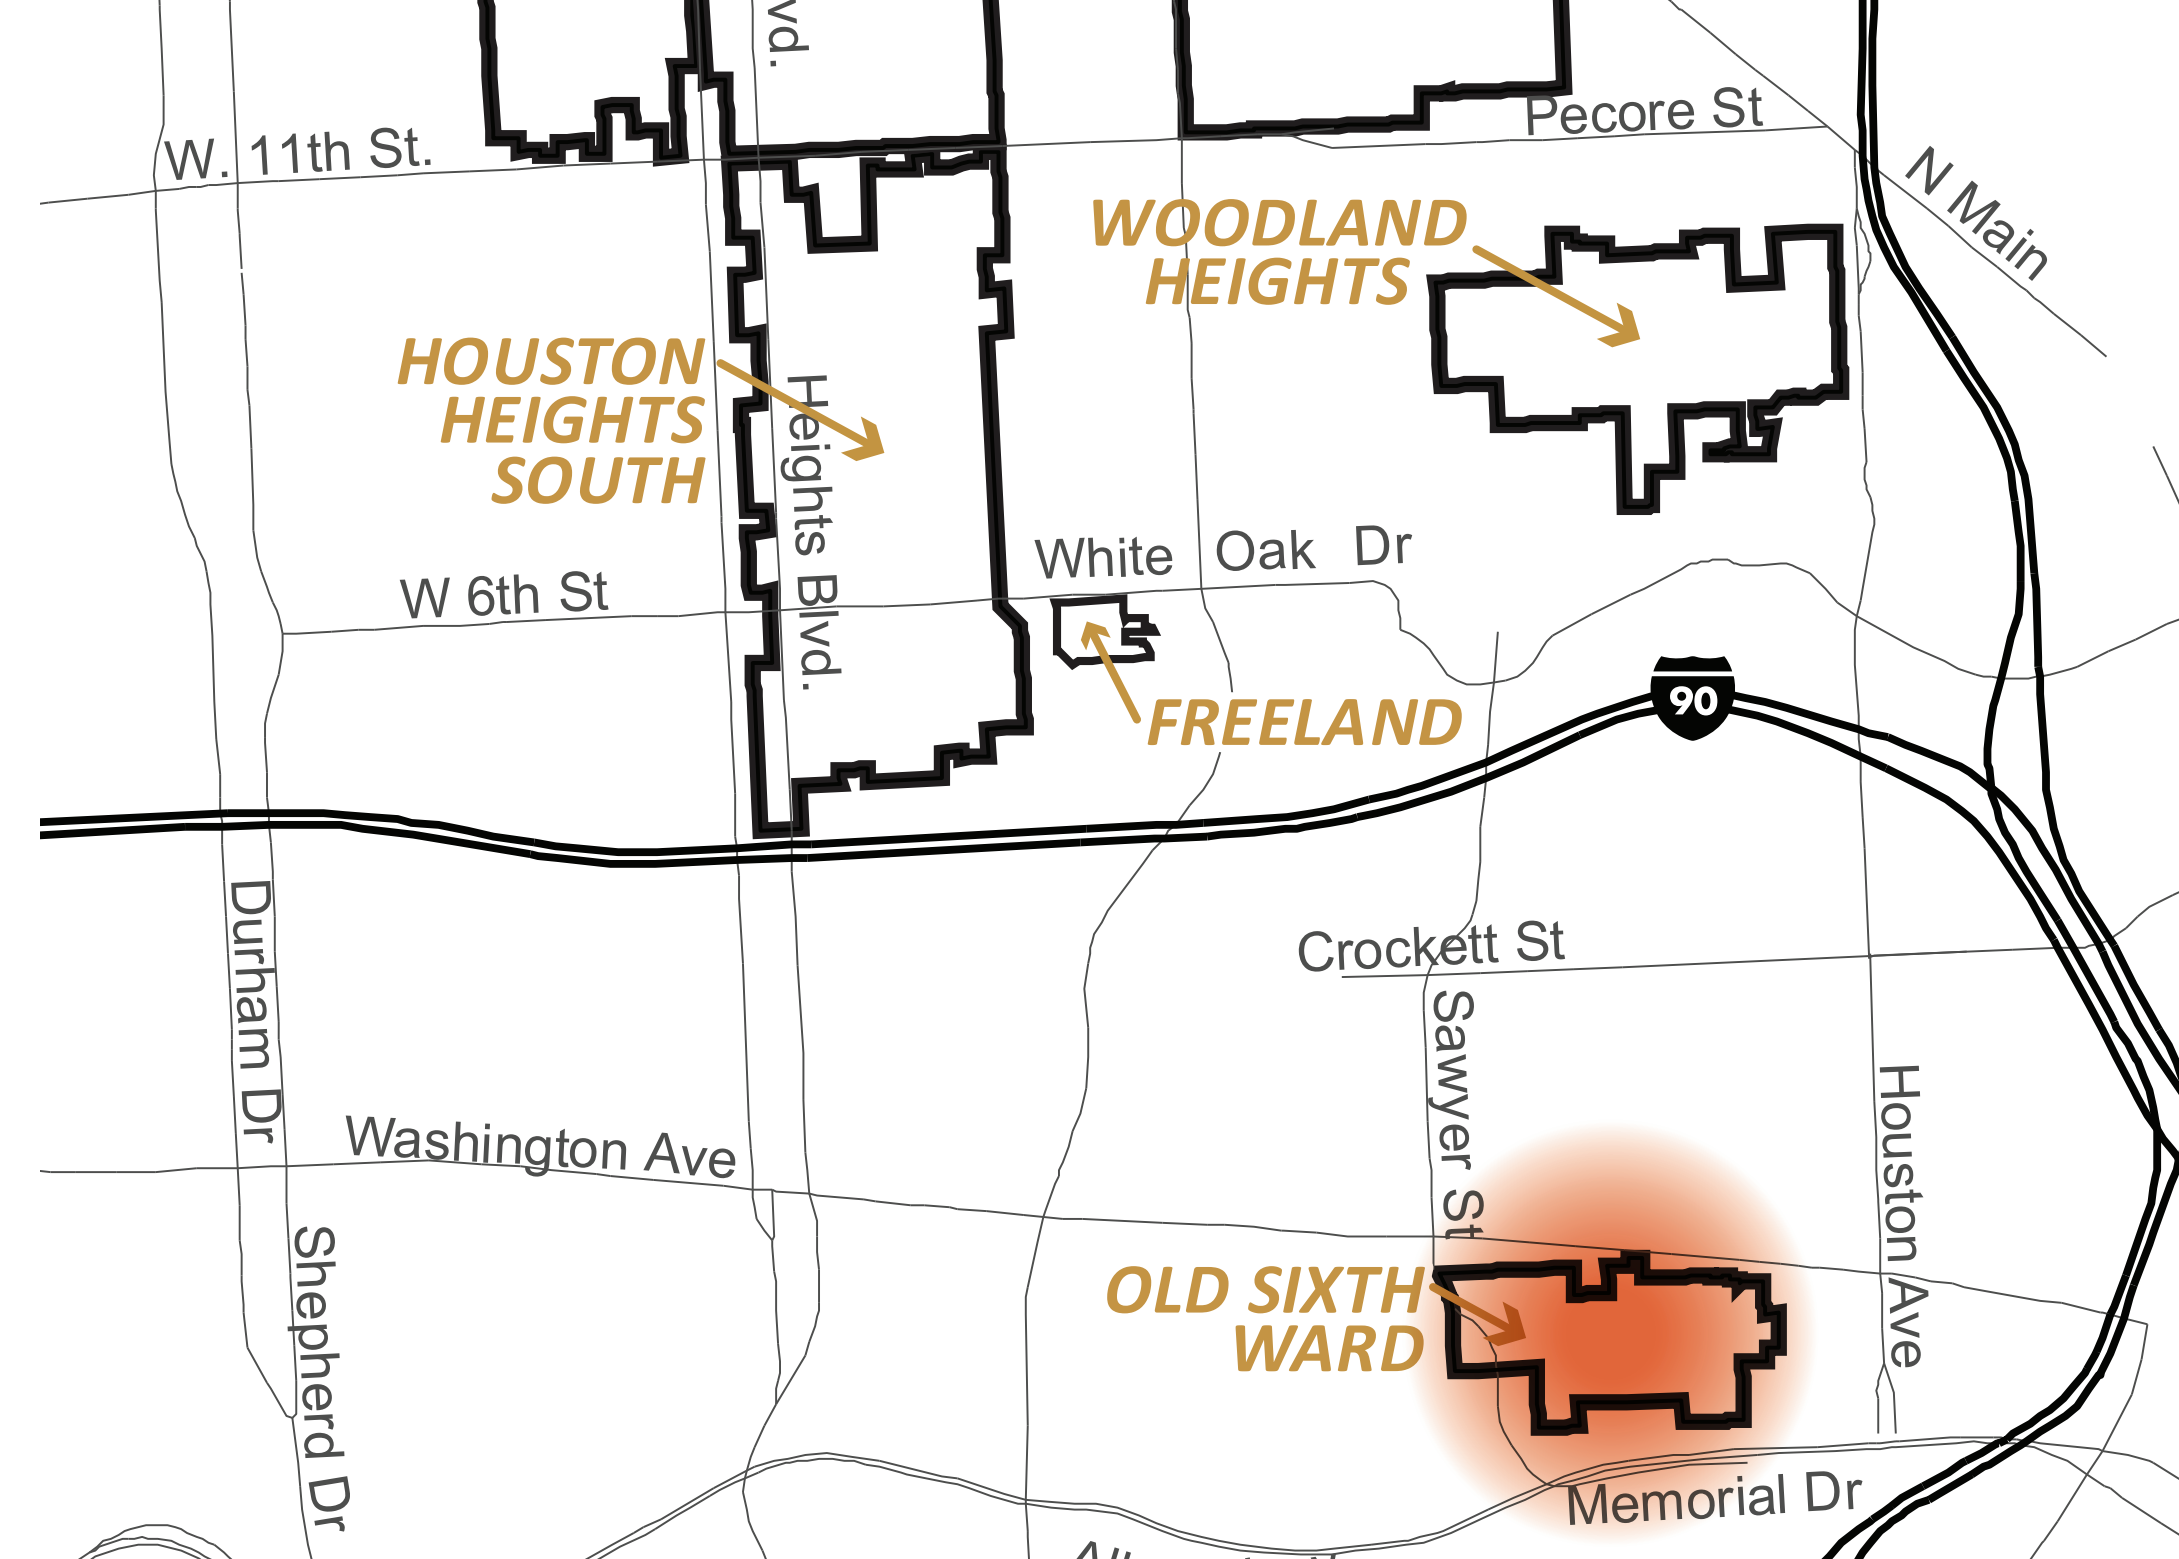 vd.
Pecore St
W. 11th St.
N Main
WOODLAND
HEIGHTS
HOUSTON
HEIGHTS
SOUTH
Heights Blvd.
White Oak Dr
W 6th St
FREELAND
90
Durham Dr
Crockett St
Sawyer St
Houston Ave
Washington Ave
Shepherd Dr
OLD SIXTH
WARD
Memorial Dr